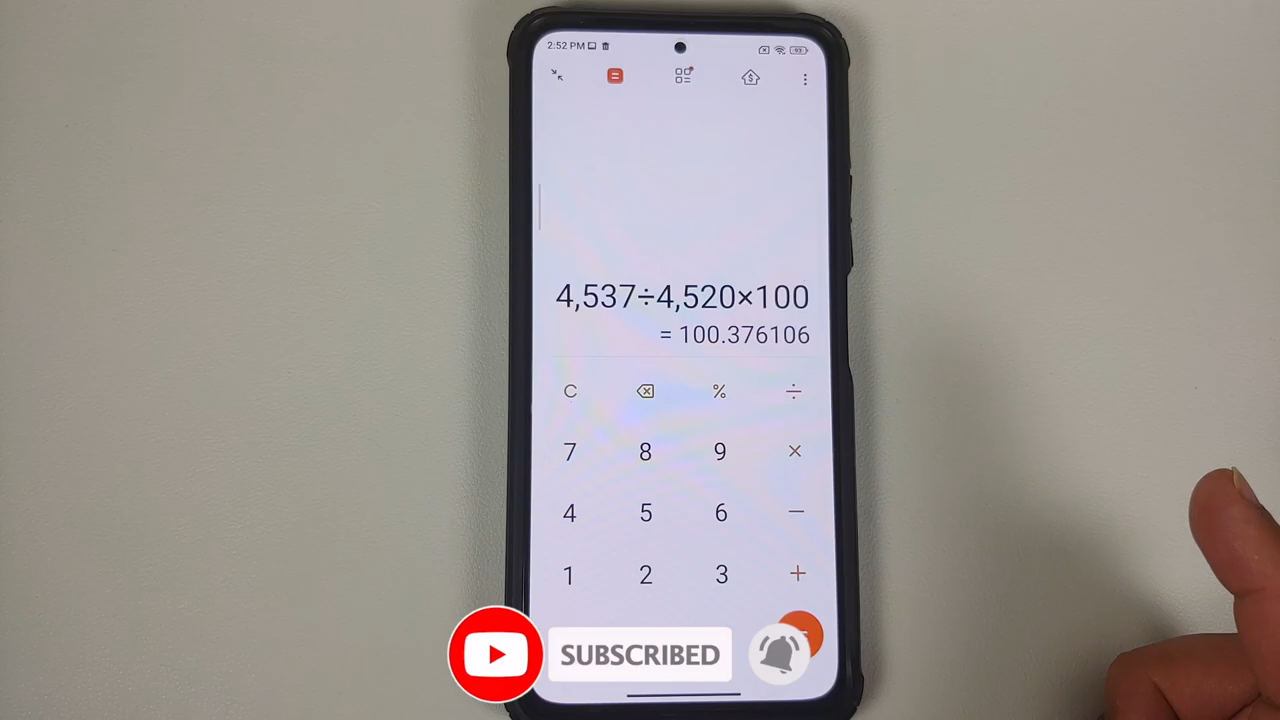 2:52 PM
4,537÷4,520×100
= 100.376106
C % ÷
7 8 9 ×
4 5 6 −
1 2 3 +
SUBSCRIBED